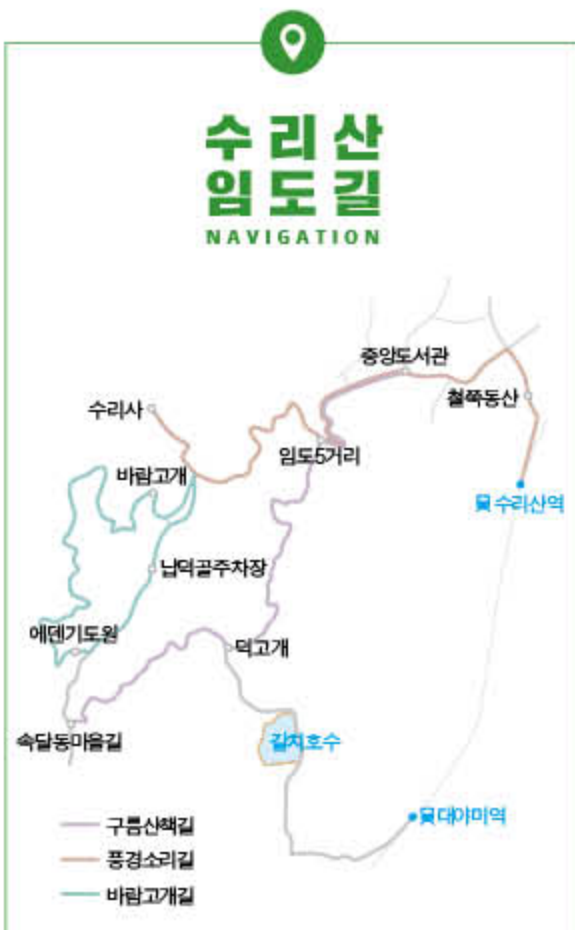 수리산
임도길
NAVIGATION
중앙도서관
수리사
철쭉동산
임도5거리
바람고개
수리산역
납덕골주차장
에덴기도원
덕고개
속달동마을길
갈치호수
대야미역
구름산책길
풍경소리길
바람고개길